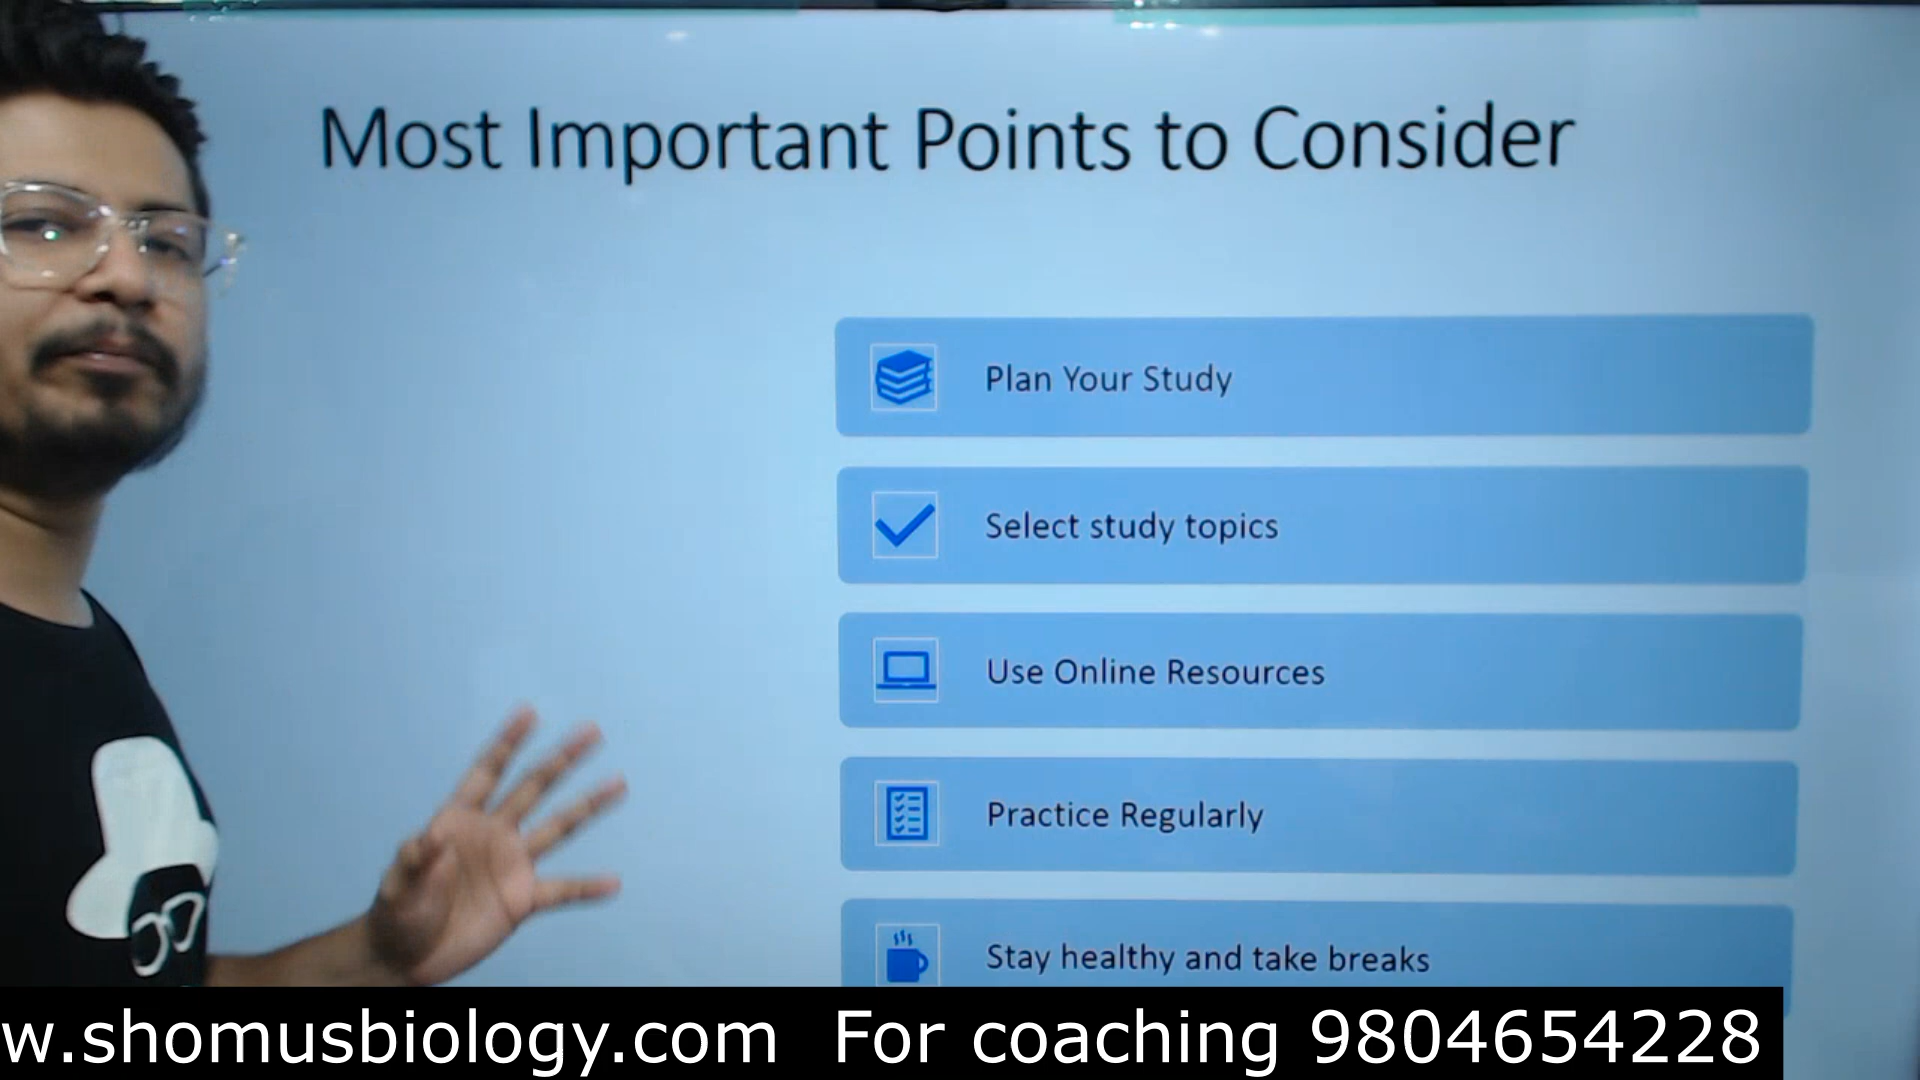 Most Important Points to Consider
Plan Your Study
Select study topics
Use Online Resources
Practice Regularly
Stay healthy and take breaks
w.shomusbiology.com For coaching 9804654228